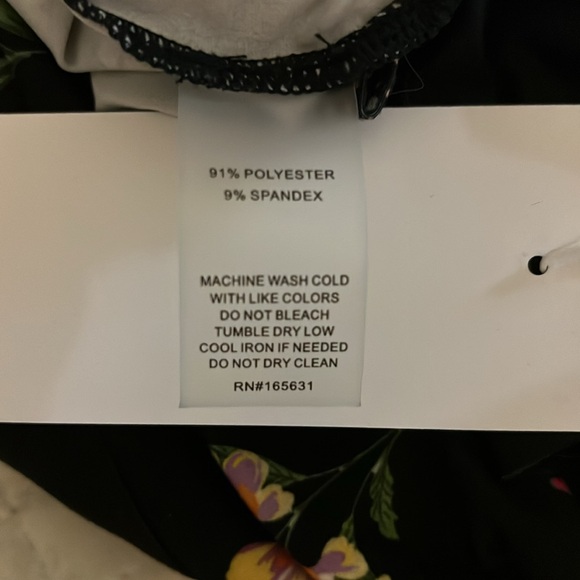 91% POLYESTER
9% SPANDEX
MACHINE WASH COLD
WITH LIKE COLORS
DO NOT BLEACH
TUMBLE DRY LOW
COOL IRON IF NEEDED
DO NOT DRY CLEAN
RN#165631